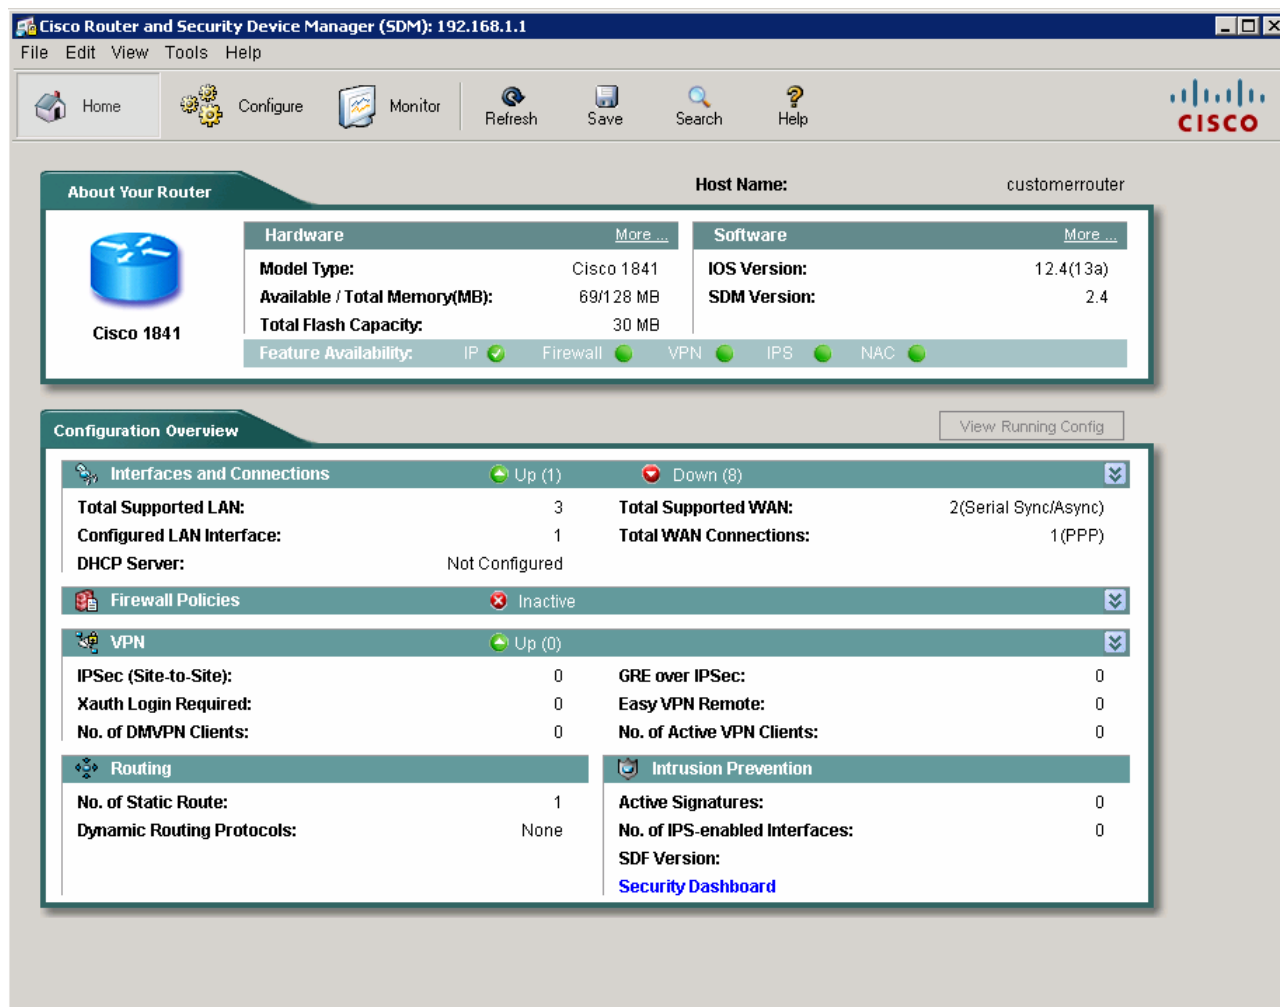 Cisco Router and Security Device Manager (SDM): 192.168.1.1
File Edit View Tools Help
Home Configure Monitor Refresh Save Search Help
CISCO
About Your Router
Host Name: customerrouter
Cisco 1841
Hardware More ...
Model Type: Cisco 1841
Available / Total Memory(MB): 69/128 MB
Total Flash Capacity: 30 MB
Software More ...
IOS Version: 12.4(13a)
SDM Version: 2.4
Feature Availability: IP Firewall VPN IPS NAC
Configuration Overview
View Running Config
Interfaces and Connections Up (1) Down (8)
Total Supported LAN: 3 Total Supported WAN: 2(Serial Sync/Async)
Configured LAN Interface: 1 Total WAN Connections: 1(PPP)
DHCP Server: Not Configured
Firewall Policies Inactive
VPN Up (0)
IPSec (Site-to-Site): 0 GRE over IPSec: 0
Xauth Login Required: 0 Easy VPN Remote: 0
No. of DMVPN Clients: 0 No. of Active VPN Clients: 0
Routing
No. of Static Route: 1
Dynamic Routing Protocols: None
Intrusion Prevention
Active Signatures: 0
No. of IPS-enabled Interfaces: 0
SDF Version:
Security Dashboard